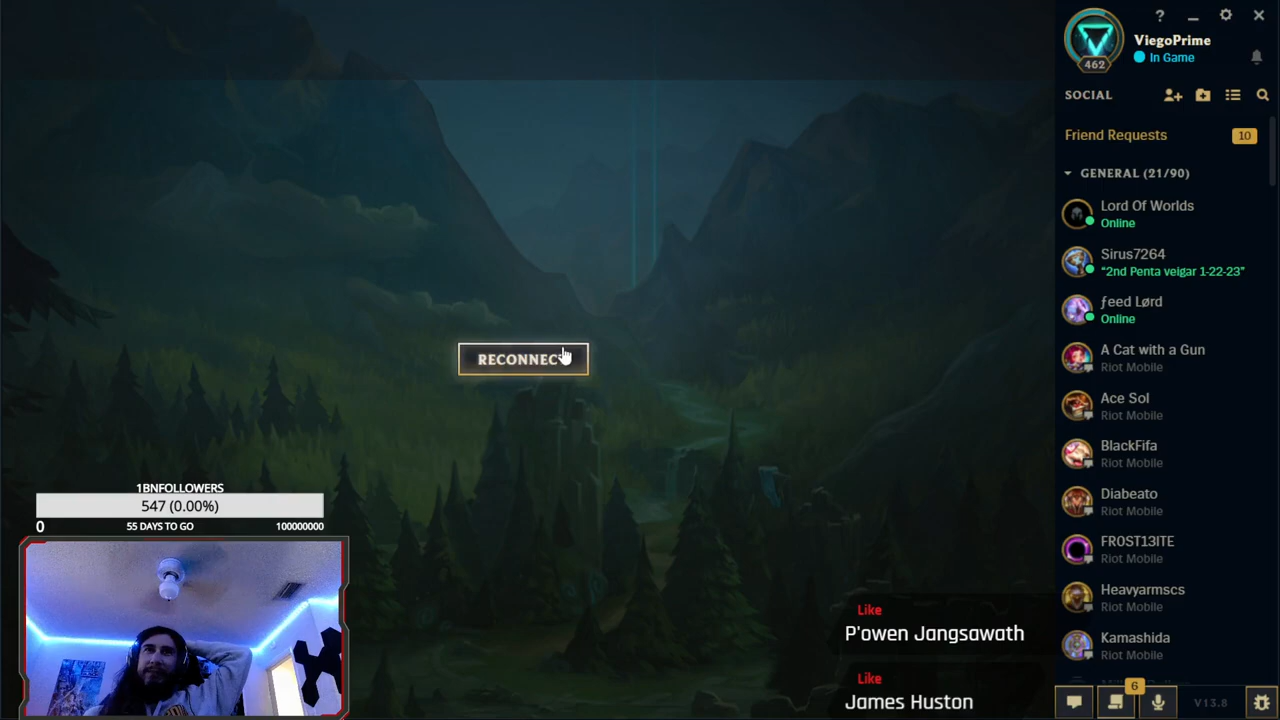 ?
ViegoPrime
In Game
462
SOCIAL
Friend Requests
10
GENERAL (21/90)
Lord Of Worlds
Online
Sirus7264
“2nd Penta veigar 1-22-23”
ƒeed Lørd
Online
A Cat with a Gun
Riot Mobile
Ace Sol
Riot Mobile
BlackFifa
Riot Mobile
Diabeato
Riot Mobile
FR0ST13ITE
Riot Mobile
Heavyarmscs
Riot Mobile
Kamashida
Riot Mobile
6
V13.8
RECONNEC
1BNFOLLOWERS
547 (0.00%)
0
55 DAYS TO GO
100000000
Like
P'owen Jangsawath
Like
James Huston